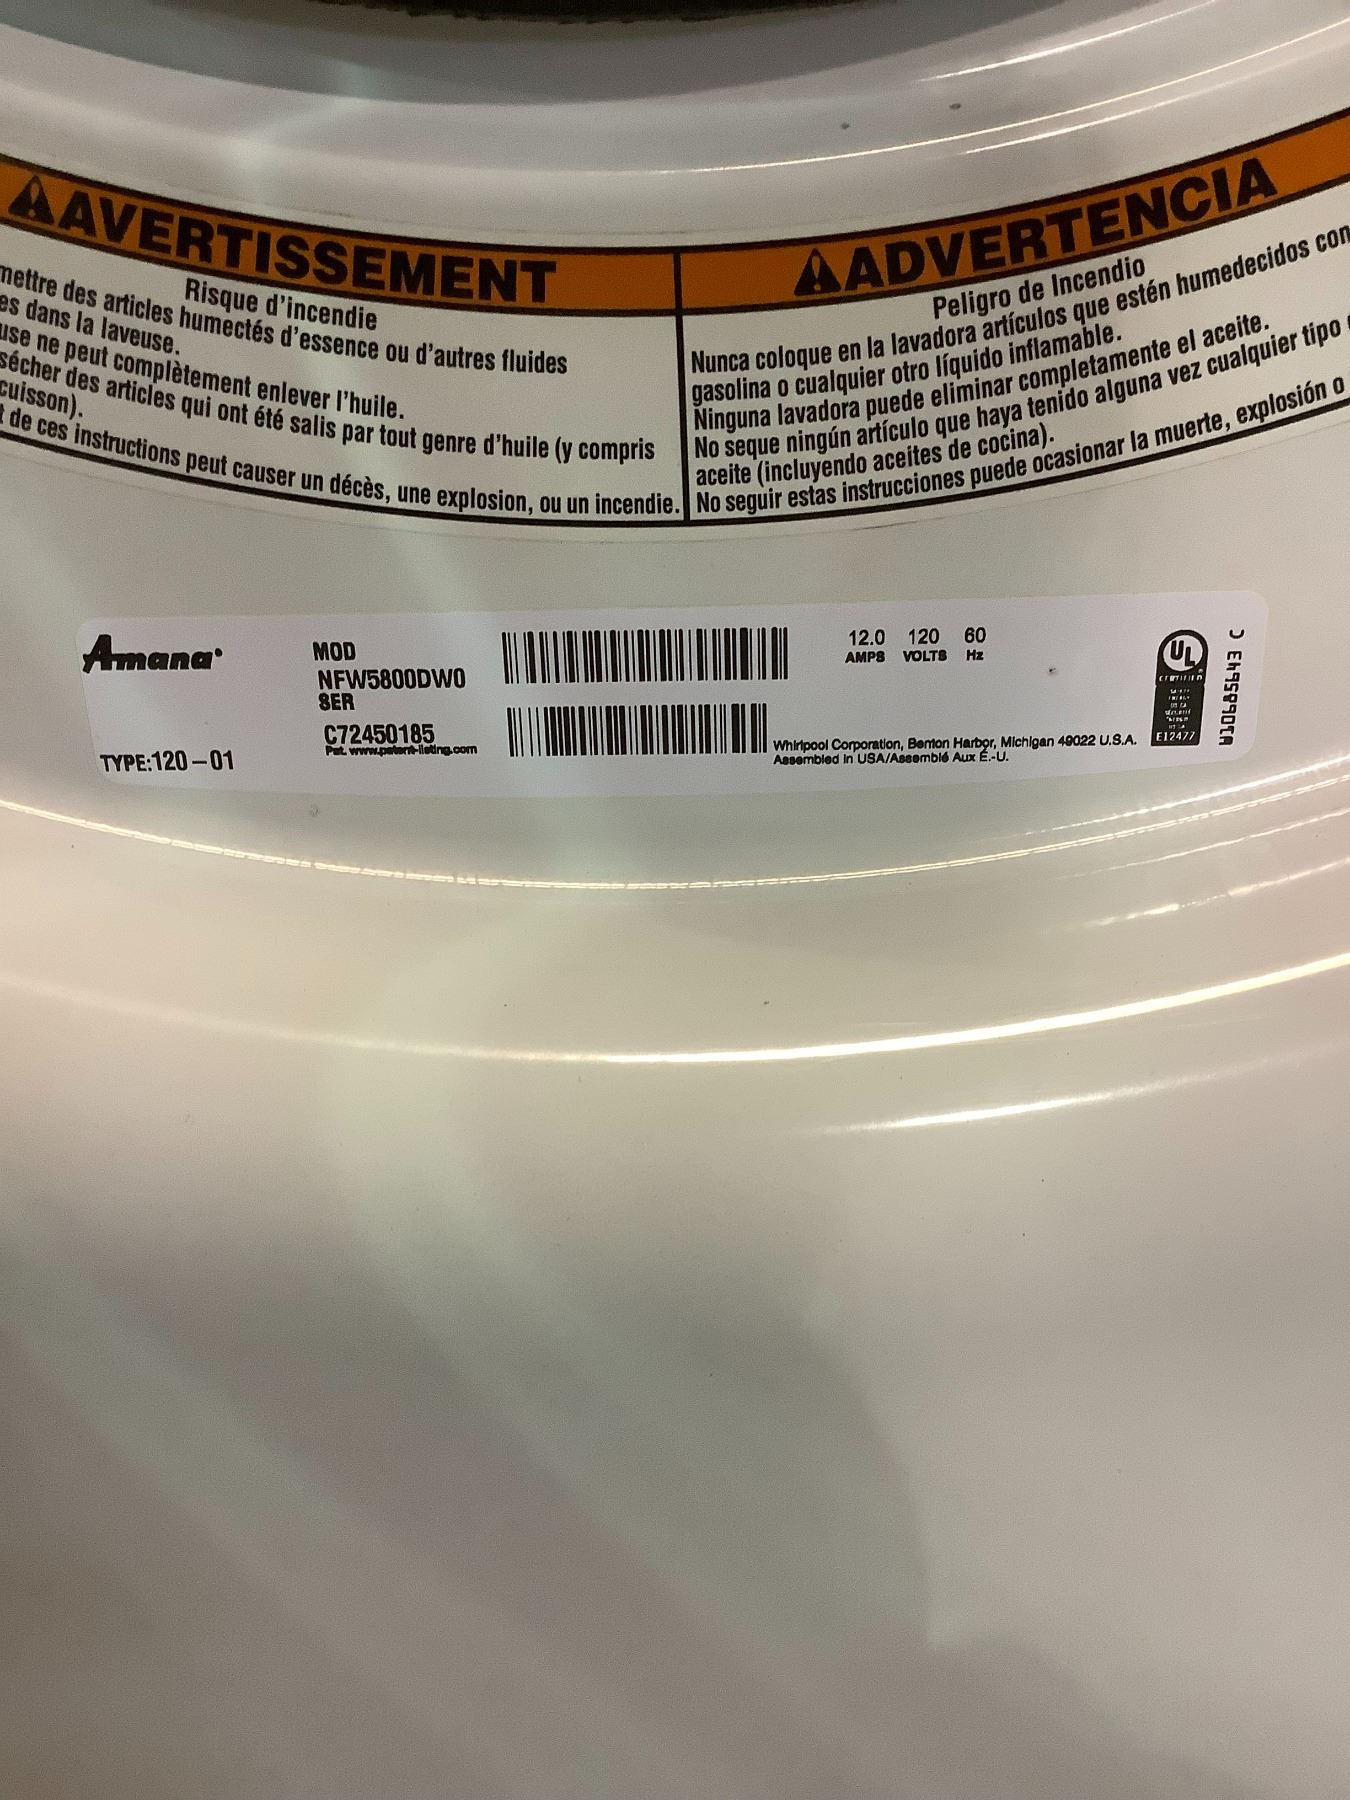 AVERTISSEMENT
Risque d'incendie
mettre des articles humectés d'essence ou d'autres fluides
es dans la laveuse.
use ne peut complètement enlever l'huile.
sécher des articles qui ont été salis par tout genre d'huile (y compris
cuisson).
t de ces instructions peut causer un décès, une explosion, ou un incendie.
ADVERTENCIA
Peligro de Incendio
Nunca coloque en la lavadora artículos que estén humedecidos con
gasolina o cualquier otro líquido inflamable.
Ninguna lavadora puede eliminar completamente el aceite.
No seque ningún artículo que haya tenido alguna vez cualquier tipo
aceite (incluyendo aceites de cocina).
No seguir estas instrucciones puede ocasionar la muerte, explosión o
Amana
TYPE:120-01
MOD
NFW5800DW0
SER
C72450185
Pat. www.patent-listing.com
12.0 120 60
AMPS VOLTS Hz
Whirlpool Corporation, Benton Harbor, Michigan 49022 U.S.A.
Assembled in USA/Assemblé Aux É.-U.
UL
CERTIFIED
E12477
W10685643 C